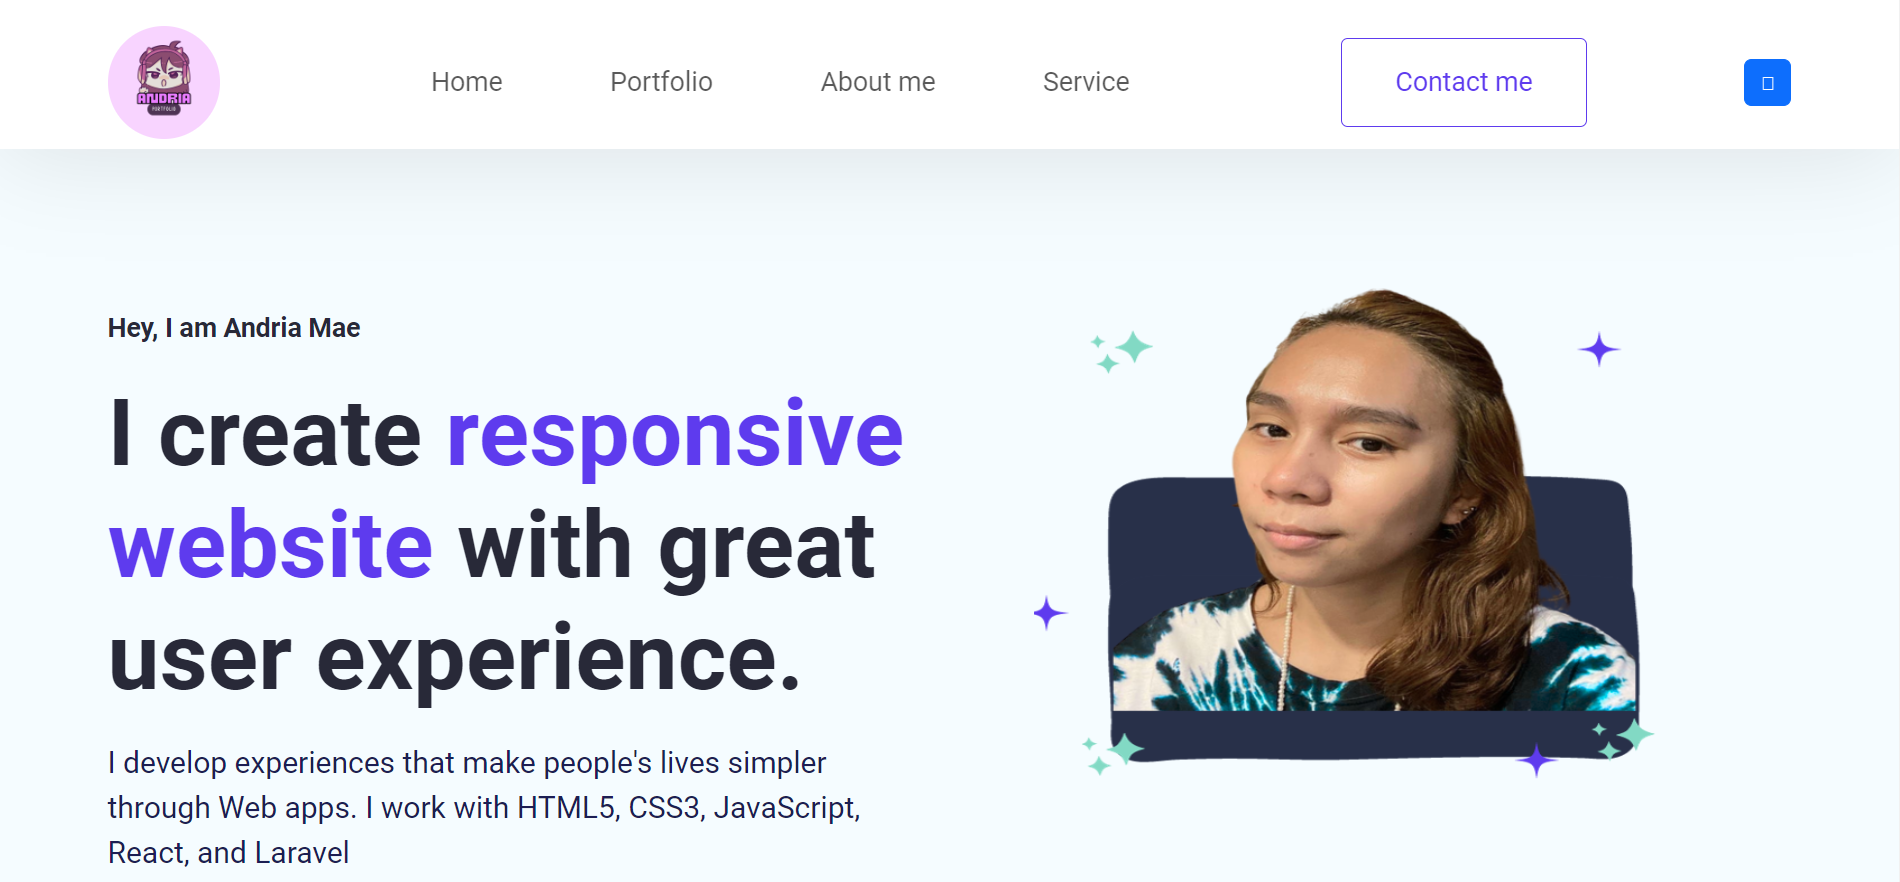 ANDRIA
PORTFOLIO
Home
Portfolio
About me
Service
Contact me
Hey, I am Andria Mae
I create responsive
website with great
user experience.
I develop experiences that make people's lives simpler
through Web apps. I work with HTML5, CSS3, JavaScript,
React, and Laravel